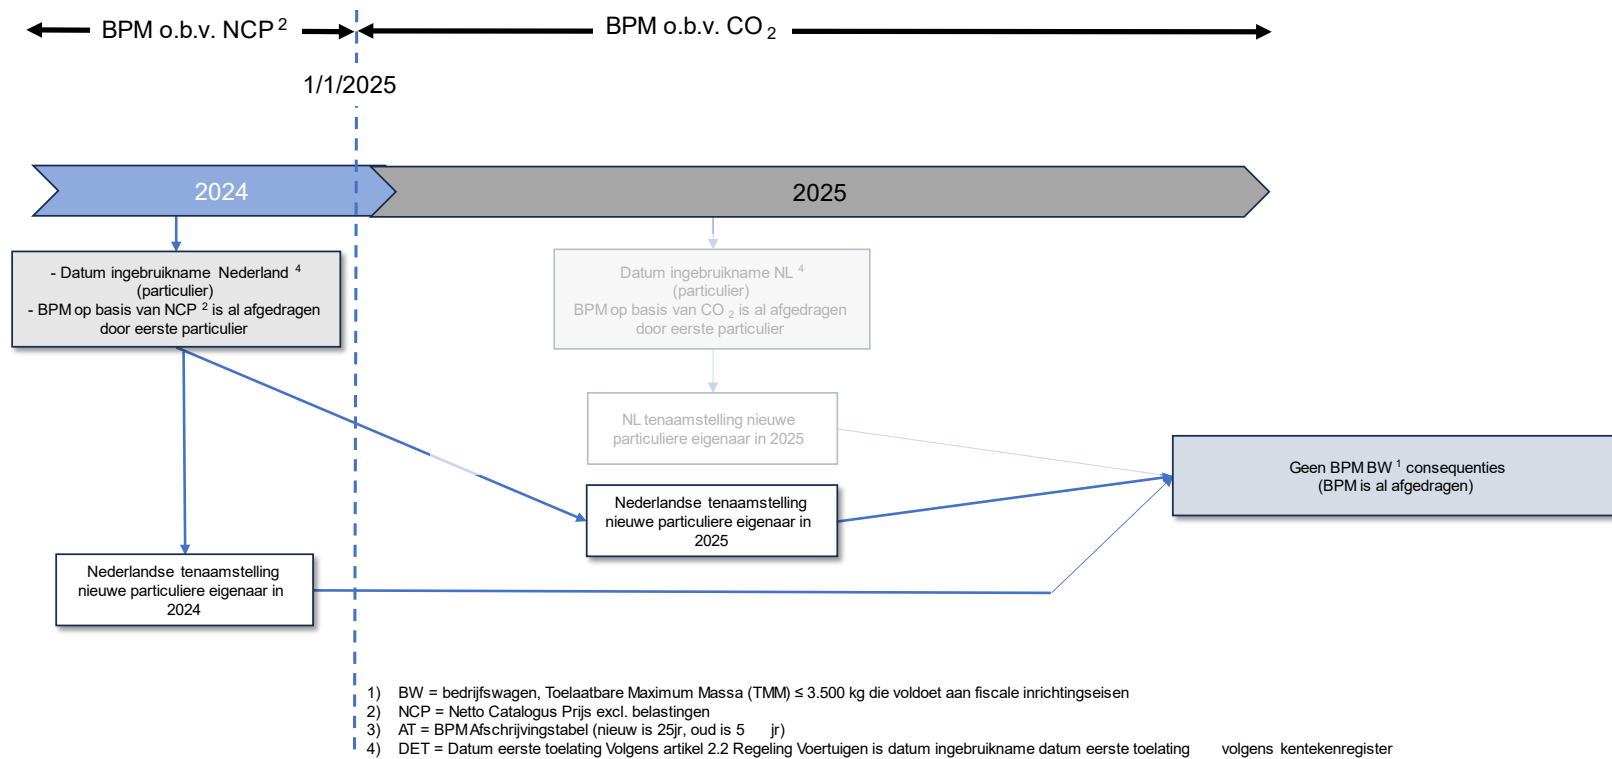 BPM o.b.v. NCP ²
BPM o.b.v. CO ₂
1/1/2025
2024
2025
- Datum ingebruikname Nederland ⁴
(particulier)
- BPM op basis van NCP ² is al afgedragen
door eerste particulier
Datum ingebruikname NL ⁴
(particulier)
BPM op basis van CO ₂ is al afgedragen
door eerste particulier
NL tenaamstelling nieuwe
particuliere eigenaar in 2025
Geen BPM BW ¹ consequenties
(BPM is al afgedragen)
Nederlandse tenaamstelling
nieuwe particuliere eigenaar in
2025
Nederlandse tenaamstelling
nieuwe particuliere eigenaar in
2024
1) BW = bedrijfswagen, Toelaatbare Maximum Massa (TMM) ≤ 3.500 kg die voldoet aan fiscale inrichtingseisen
2) NCP = Netto Catalogus Prijs excl. belastingen
3) AT = BPM Afschrijvingstabel (nieuw is 25jr, oud is 5 jr)
4) DET = Datum eerste toelating Volgens artikel 2.2 Regeling Voertuigen is datum ingebruikname datum eerste toelating volgens kentekenregister